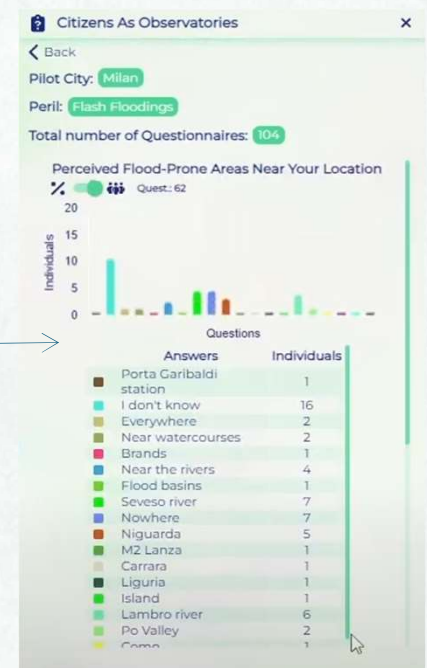 Citizens As Observatories
Back
Pilot City: Milan
Peril: Flash Floodings
Total number of Questionnaires: 104
Perceived Flood-Prone Areas Near Your Location
Quest.: 62
20
15
10
5
0
Individuals
Questions
Answers Individuals
Porta Garibaldi
station 1
I don't know 16
Everywhere 2
Near watercourses 2
Brands 1
Near the rivers 4
Flood basins 1
Seveso river 7
Nowhere 7
Niguarda 5
M2 Lanza 1
Carrara 1
Liguria 1
Island 1
Lambro river 6
Po Valley 2
Como 1